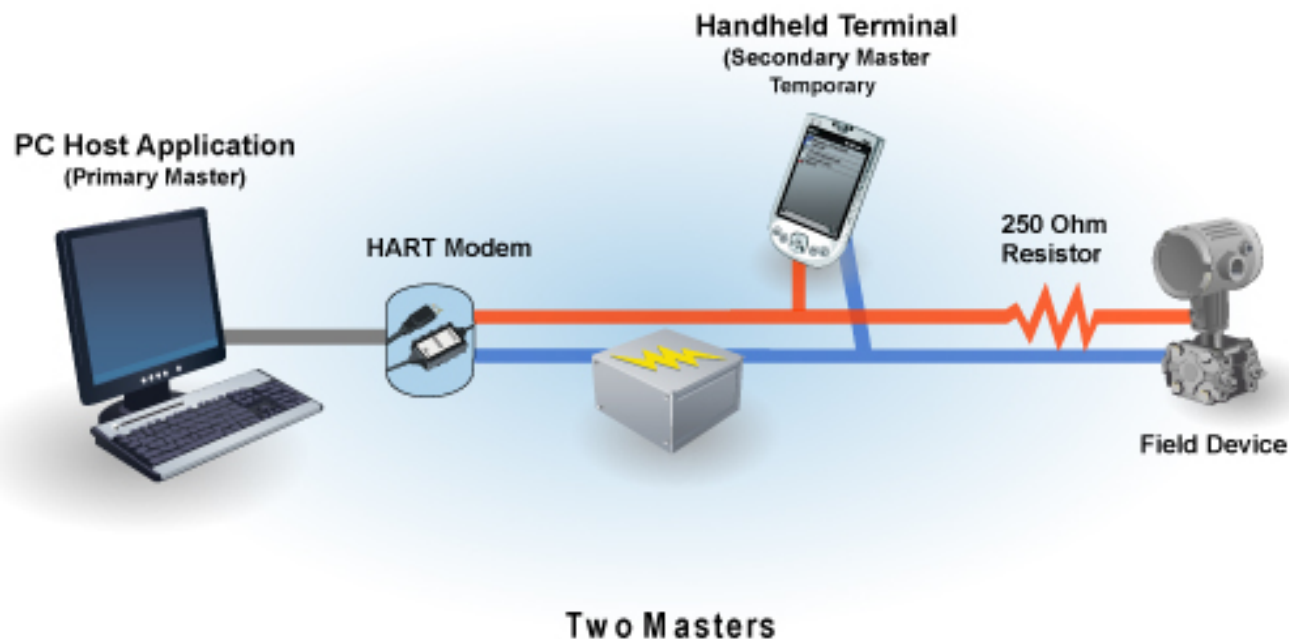 Handheld Terminal
(Secondary Master
Temporary
PC Host Application
(Primary Master)
HART Modem
250 Ohm
Resistor
Field Device
Two Masters